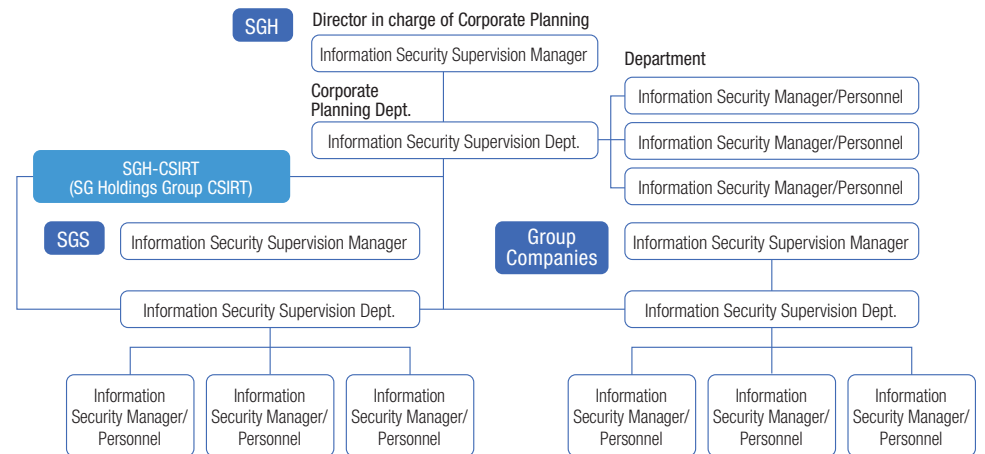 SGH
Director in charge of Corporate Planning
Information Security Supervision Manager
Department
Corporate
Planning Dept.
Information Security Manager/Personnel
Information Security Supervision Dept.
Information Security Manager/Personnel
Information Security Manager/Personnel
SGH-CSIRT
(SG Holdings Group CSIRT)
SGS
Information Security Supervision Manager
Group
Companies
Information Security Supervision Manager
Information Security Supervision Dept.
Information Security Supervision Dept.
Information
Security Manager/
Personnel
Information
Security Manager/
Personnel
Information
Security Manager/
Personnel
Information
Security Manager/
Personnel
Information
Security Manager/
Personnel
Information
Security Manager/
Personnel